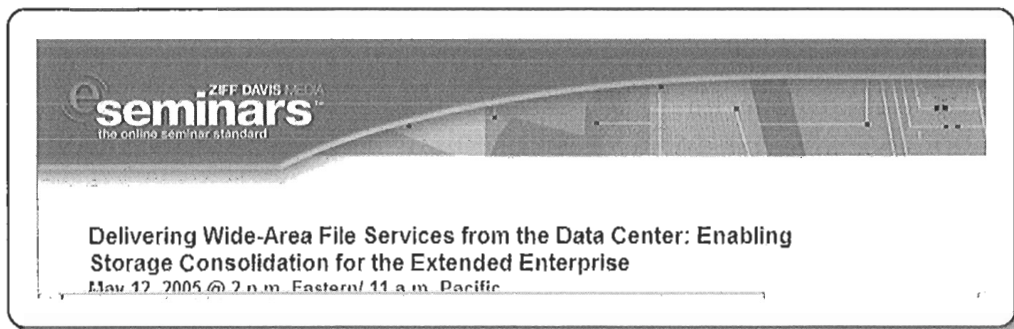 ZIFF DAVIS MEDIA
eseminars™
the online seminar standard
Delivering Wide-Area File Services from the Data Center: Enabling
Storage Consolidation for the Extended Enterprise
May 12, 2005 @ 2 p.m. Eastern/ 11 a.m. Pacific